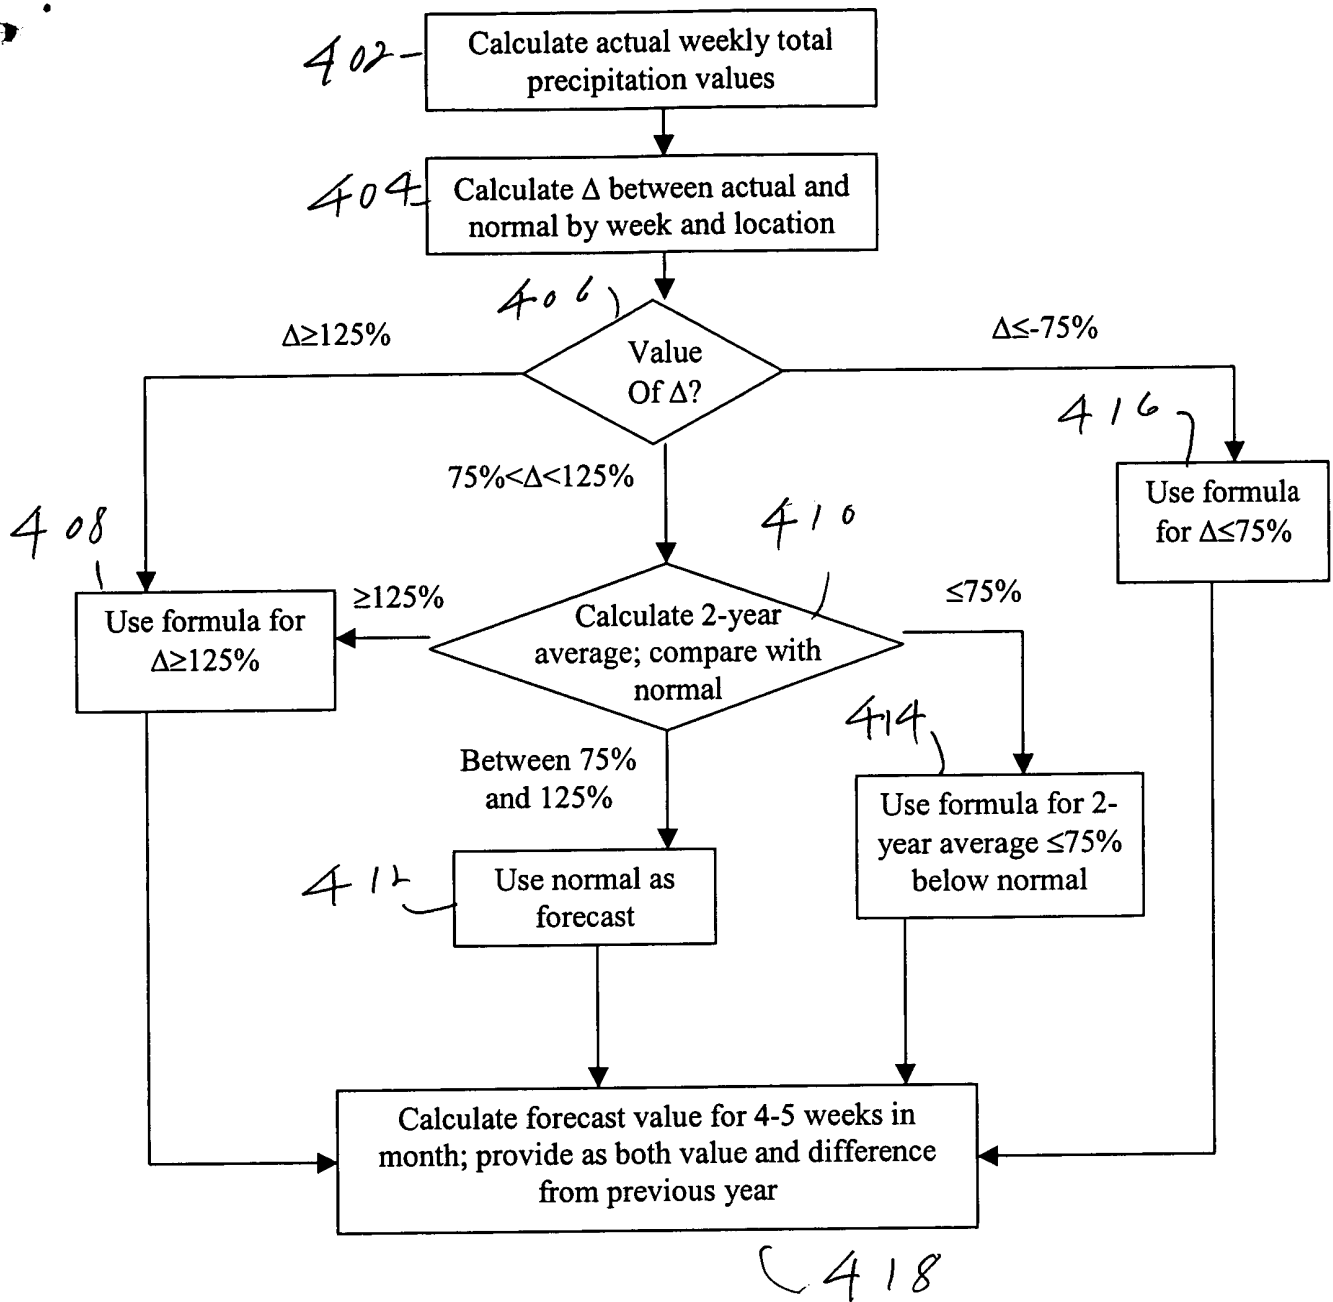 402
Calculate actual weekly total
precipitation values
404
Calculate Δ between actual and
normal by week and location
406
Δ≥125%
Value
Of Δ?
Δ≤-75%
416
75%<Δ<125%
Use formula
for Δ≤75%
408
410
Use formula for
Δ≥125%
≥125%
Calculate 2-year
average; compare with
normal
≤75%
414
Between 75%
and 125%
Use formula for 2-
year average ≤75%
below normal
412
Use normal as
forecast
Calculate forecast value for 4-5 weeks in
month; provide as both value and difference
from previous year
418